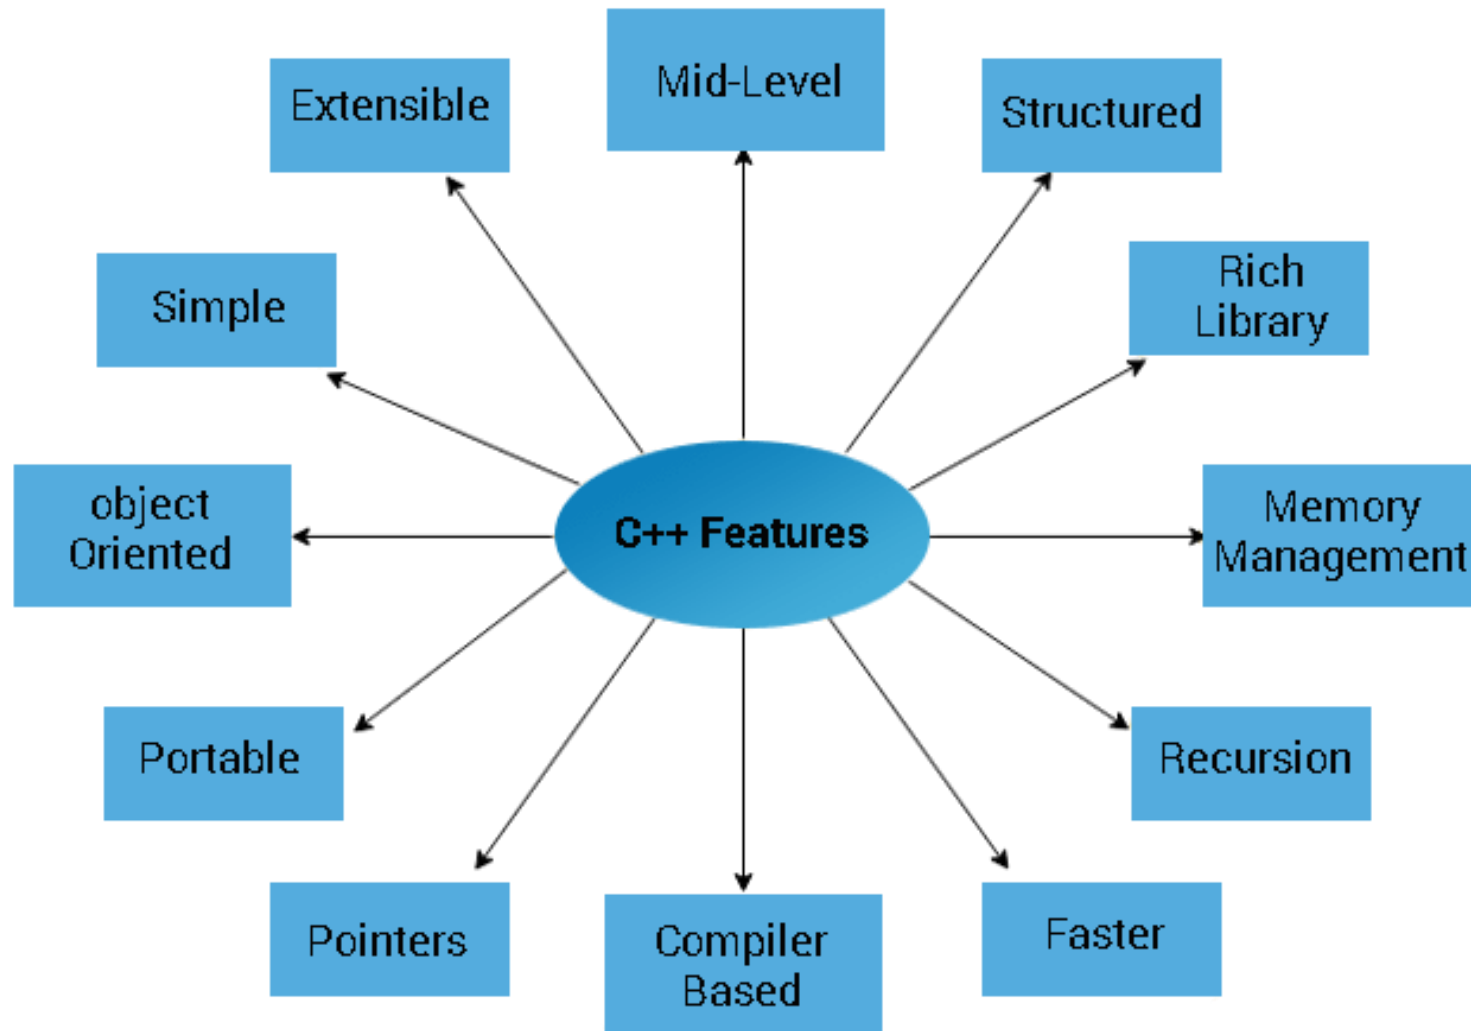 Mid-Level
Extensible
Structured
Simple
Rich
Library
object
Oriented
C++ Features
Memory
Management
Portable
Recursion
Pointers
Compiler
Based
Faster